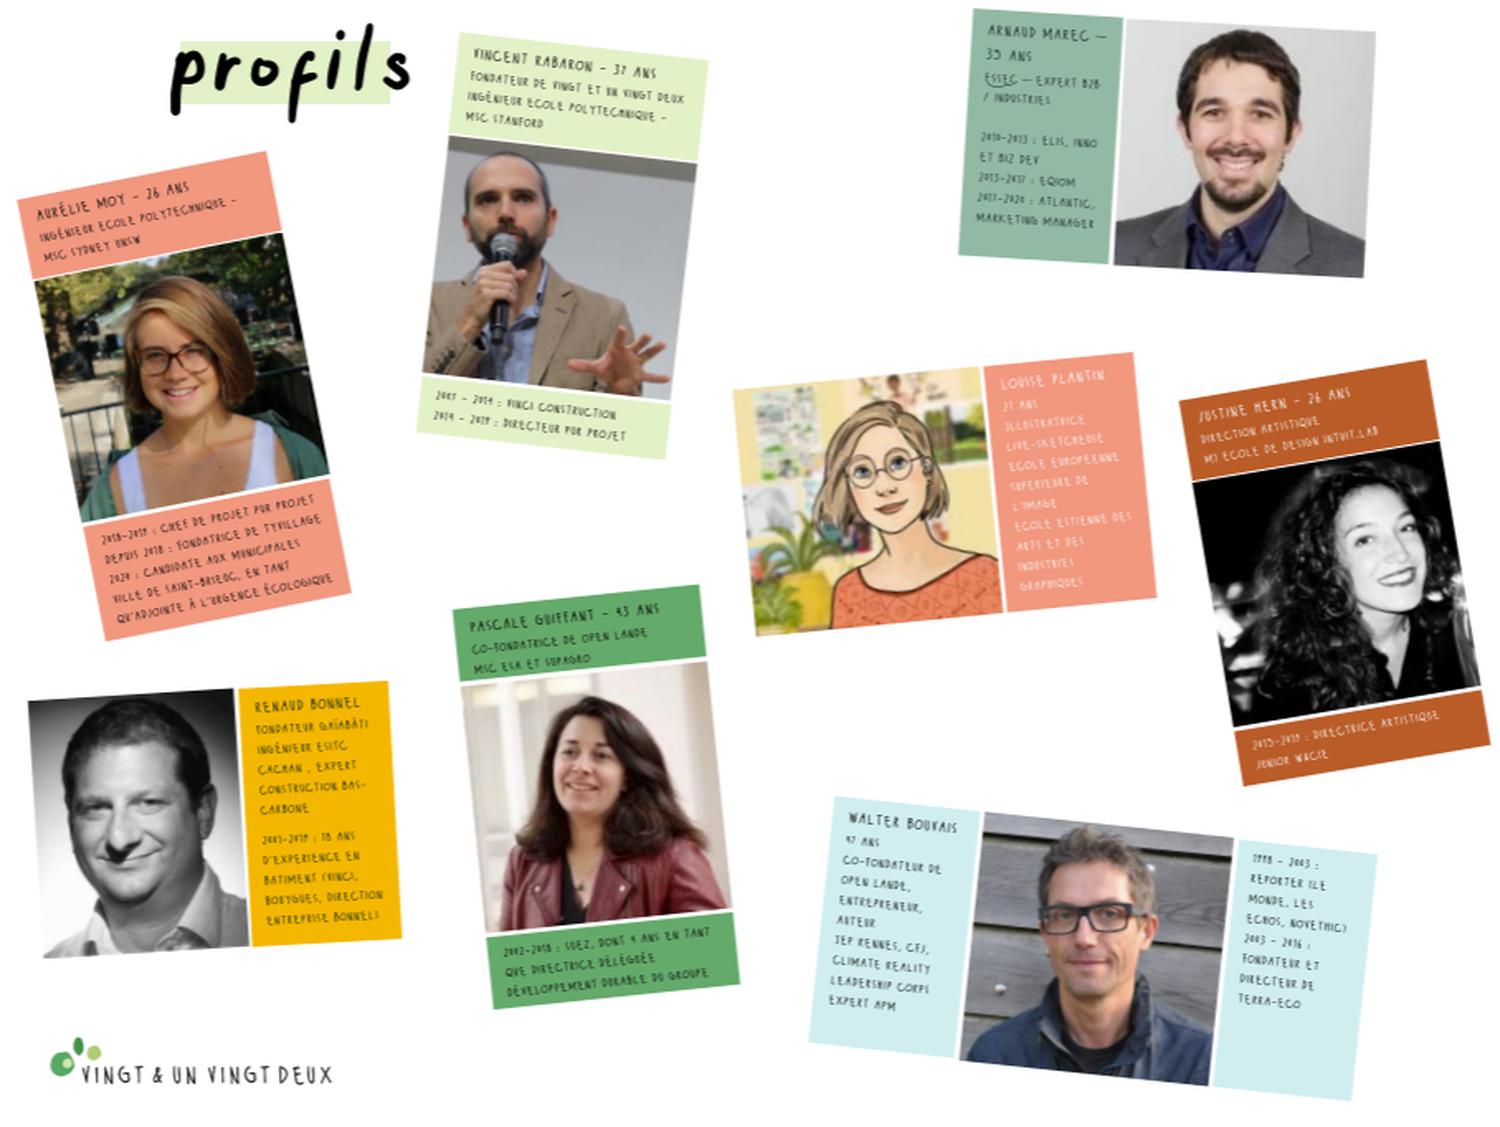 profils
AURÉLIE MOY – 26 ANS
INGÉNIEUR ECOLE POLYTECHNIQUE –
MSC SYDNEY UNSW
2018-2019 : CHEF DE PROJET PUR PROJET
DEPUIS 2018 : FONDATRICE DE TYVILLAGE
2020 : CANDIDATE AUX MUNICIPALES
VILLE DE SAINT-BRIEUC, EN TANT
QU'ADJOINTE À L'URGENCE ÉCOLOGIQUE
VINCENT RABARON – 37 ANS
FONDATEUR DE VINGT ET UN VINGT DEUX
INGÉNIEUR ECOLE POLYTECHNIQUE –
MSC STANFORD
2007 – 2014 : VINCI CONSTRUCTION
2014 – 2019 : DIRECTEUR PUR PROJET
ARNAUD MAREC –
35 ANS
ESSEC – EXPERT B2B
/ INDUSTRIES
2010-2013 : ELIS, INNO
ET BIZ DEV
2013-2017 : EQIOM
2017-2020 : ATLANTIC,
MARKETING MANAGER
LOUISE PLANTIN
27 ANS
ILLUSTRATRICE
LIVE-SKETCHEUSE
ECOLE EUROPEENNE
SUPERIEURE DE
L'IMAGE
ECOLE ESTIENNE DES
ARTS ET DES
INDUSTRIES
GRAPHIQUES
JUSTINE HERN – 26 ANS
DIRECTION ARTISTIQUE
M1 ECOLE DE DESIGN INTUIT.LAB
2015-2019 : DIRECTRICE ARTISTIQUE
JUNIOR WÄCIE
RENAUD BONNEL
FONDATEUR GAÏABÂTI
INGÉNIEUR ESITC
CACHAN , EXPERT
CONSTRUCTION BAS-
CARBONE
2001-2019 : 18 ANS
D'EXPERIENCE EN
BATIMENT (VINCI,
BOUYGUES, DIRECTION
ENTREPRISE BONNEL)
PASCALE GUIFFANT – 43 ANS
CO-FONDATRICE DE OPEN LANDE
MSC ESA ET SUPAGRO
2002-2018 : SUEZ, DONT 4 ANS EN TANT
QUE DIRECTRICE DÉLÉGUÉE
DÉVELOPPEMENT DURABLE DU GROUPE
WALTER BOUVAIS
47 ANS
CO-FONDATEUR DE
OPEN LANDE,
ENTREPRENEUR,
AUTEUR
IEP RENNES, CFJ,
CLIMATE REALITY
LEADERSHIP CORPS
EXPERT APM
1998 – 2003 :
REPORTER (LE
MONDE, LES
ECHOS, NOVETHIC)
2003 – 2016 :
FONDATEUR ET
DIRECTEUR DE
TERRA-ECO
VINGT & UN VINGT DEUX